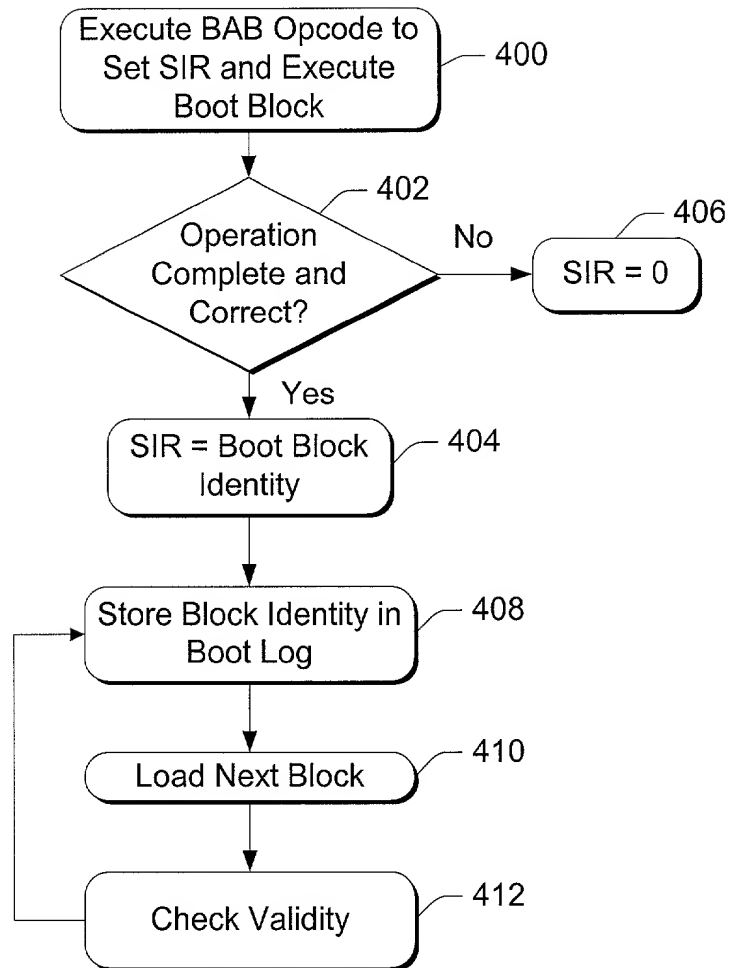 Execute BAB Opcode to
Set SIR and Execute
Boot Block
400
402
Operation
Complete and
Correct?
No
406
SIR = 0
Yes
SIR = Boot Block
Identity
404
Store Block Identity in
Boot Log
408
Load Next Block
410
Check Validity
412